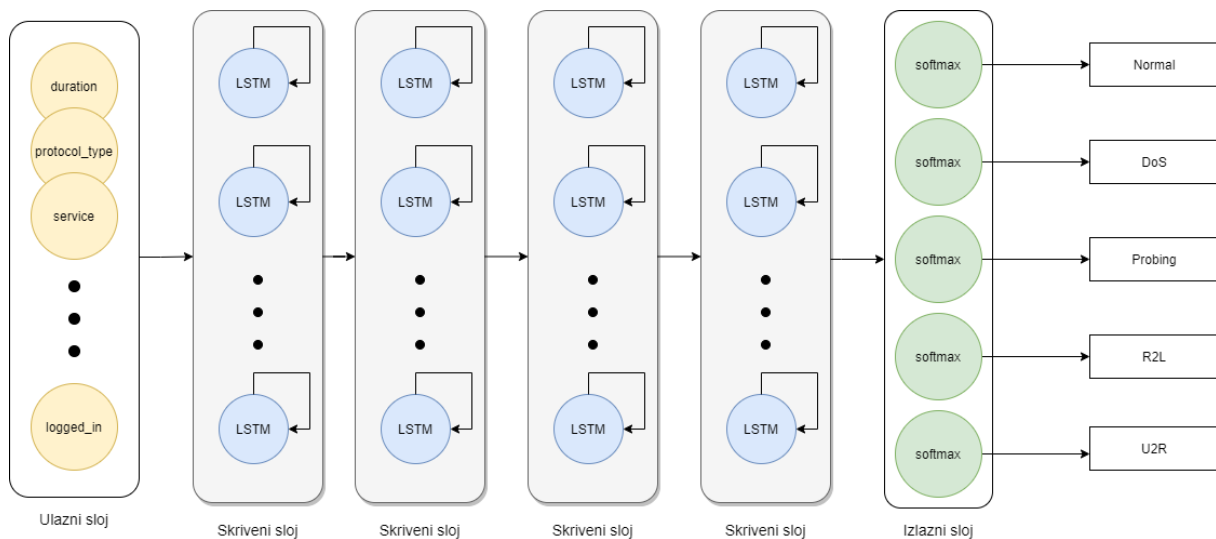 duration
protocol_type
service
logged_in
Ulazni sloj
LSTM
LSTM
LSTM
Skriveni sloj
LSTM
LSTM
LSTM
Skriveni sloj
LSTM
LSTM
LSTM
Skriveni sloj
LSTM
LSTM
LSTM
Skriveni sloj
softmax
softmax
softmax
softmax
softmax
Izlazni sloj
Normal
DoS
Probing
R2L
U2R